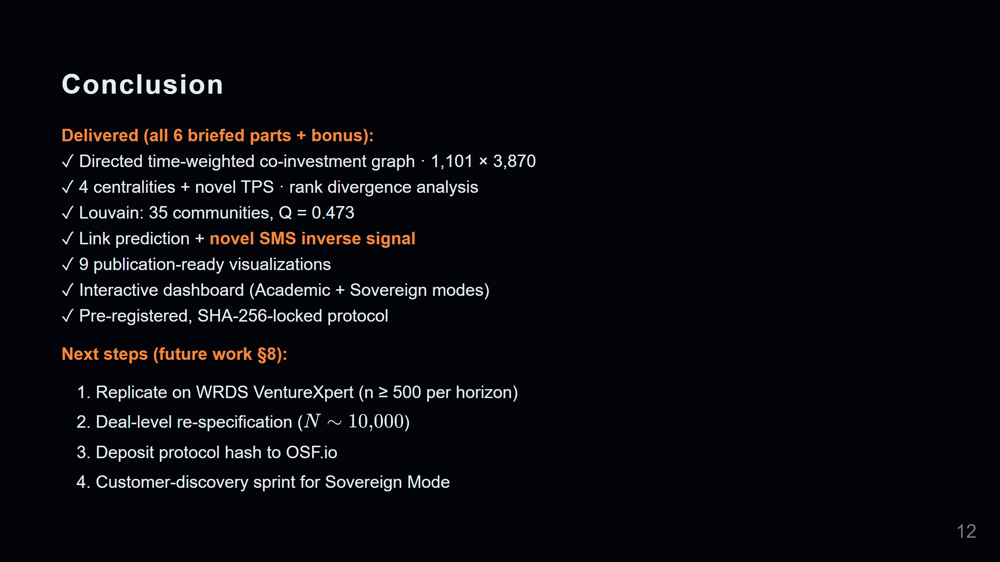 Conclusion
Delivered (all 6 briefed parts + bonus):
✓ Directed time-weighted co-investment graph · 1,101 × 3,870
✓ 4 centralities + novel TPS · rank divergence analysis
✓ Louvain: 35 communities, Q = 0.473
✓ Link prediction + novel SMS inverse signal
✓ 9 publication-ready visualizations
✓ Interactive dashboard (Academic + Sovereign modes)
✓ Pre-registered, SHA-256-locked protocol
Next steps (future work §8):
1. Replicate on WRDS VentureXpert (n ≥ 500 per horizon)
2. Deal-level re-specification (N ∼ 10,000)
3. Deposit protocol hash to OSF.io
4. Customer-discovery sprint for Sovereign Mode
12